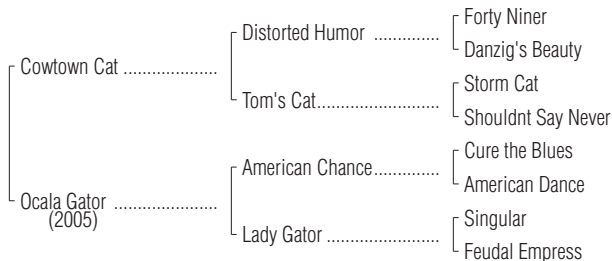 Forty Niner
Distorted Humor ..............
Danzig's Beauty
Cowtown Cat ....................
Storm Cat
Tom's Cat..........................
Shouldnt Say Never
Cure the Blues
American Chance..............
American Dance
Ocala Gator ......................
(2005)
Singular
Lady Gator ........................
Feudal Empress